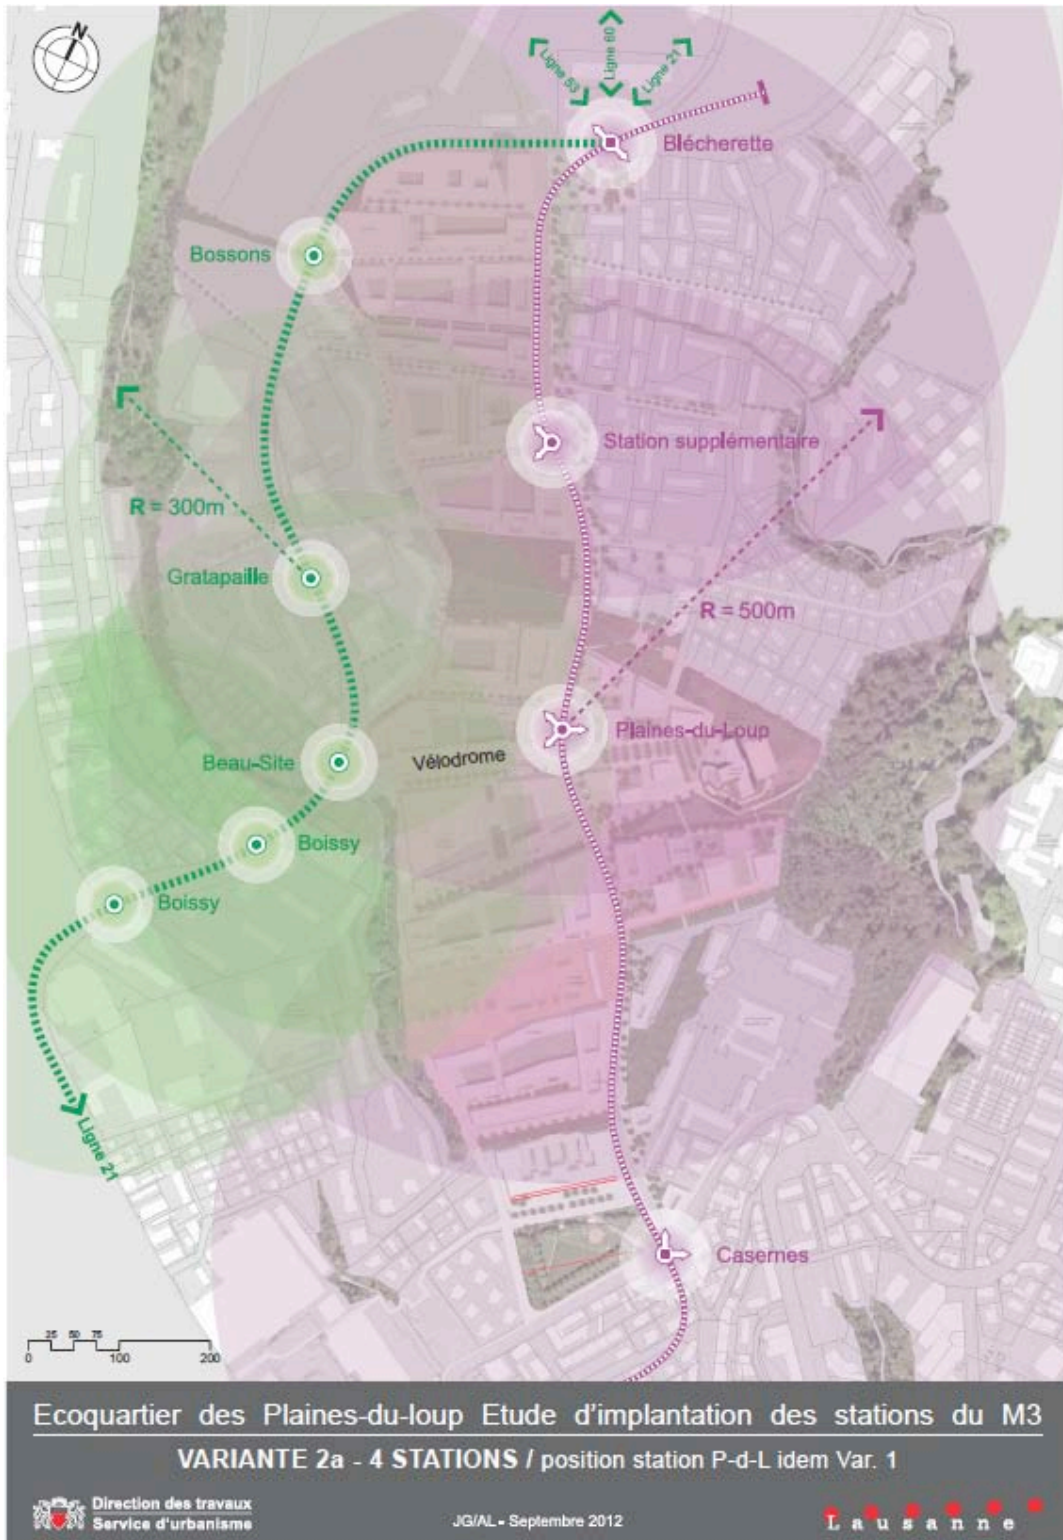 N
Ligne 53
Ligne 60
Ligne 21
Blécherette
Bossons
Station supplémentaire
R = 300m
Gratapaille
R = 500m
Plaines-du-Loup
Beau-Site
Vélodrome
Boissy
Boissy
Ligne 21
Casernes
25 50 75
0 100 200
Ecoquartier des Plaines-du-loup Etude d'implantation des stations du M3
VARIANTE 2a - 4 STATIONS / position station P-d-L idem Var. 1
Direction des travaux
Service d'urbanisme
JG/AL - Septembre 2012
Lausanne